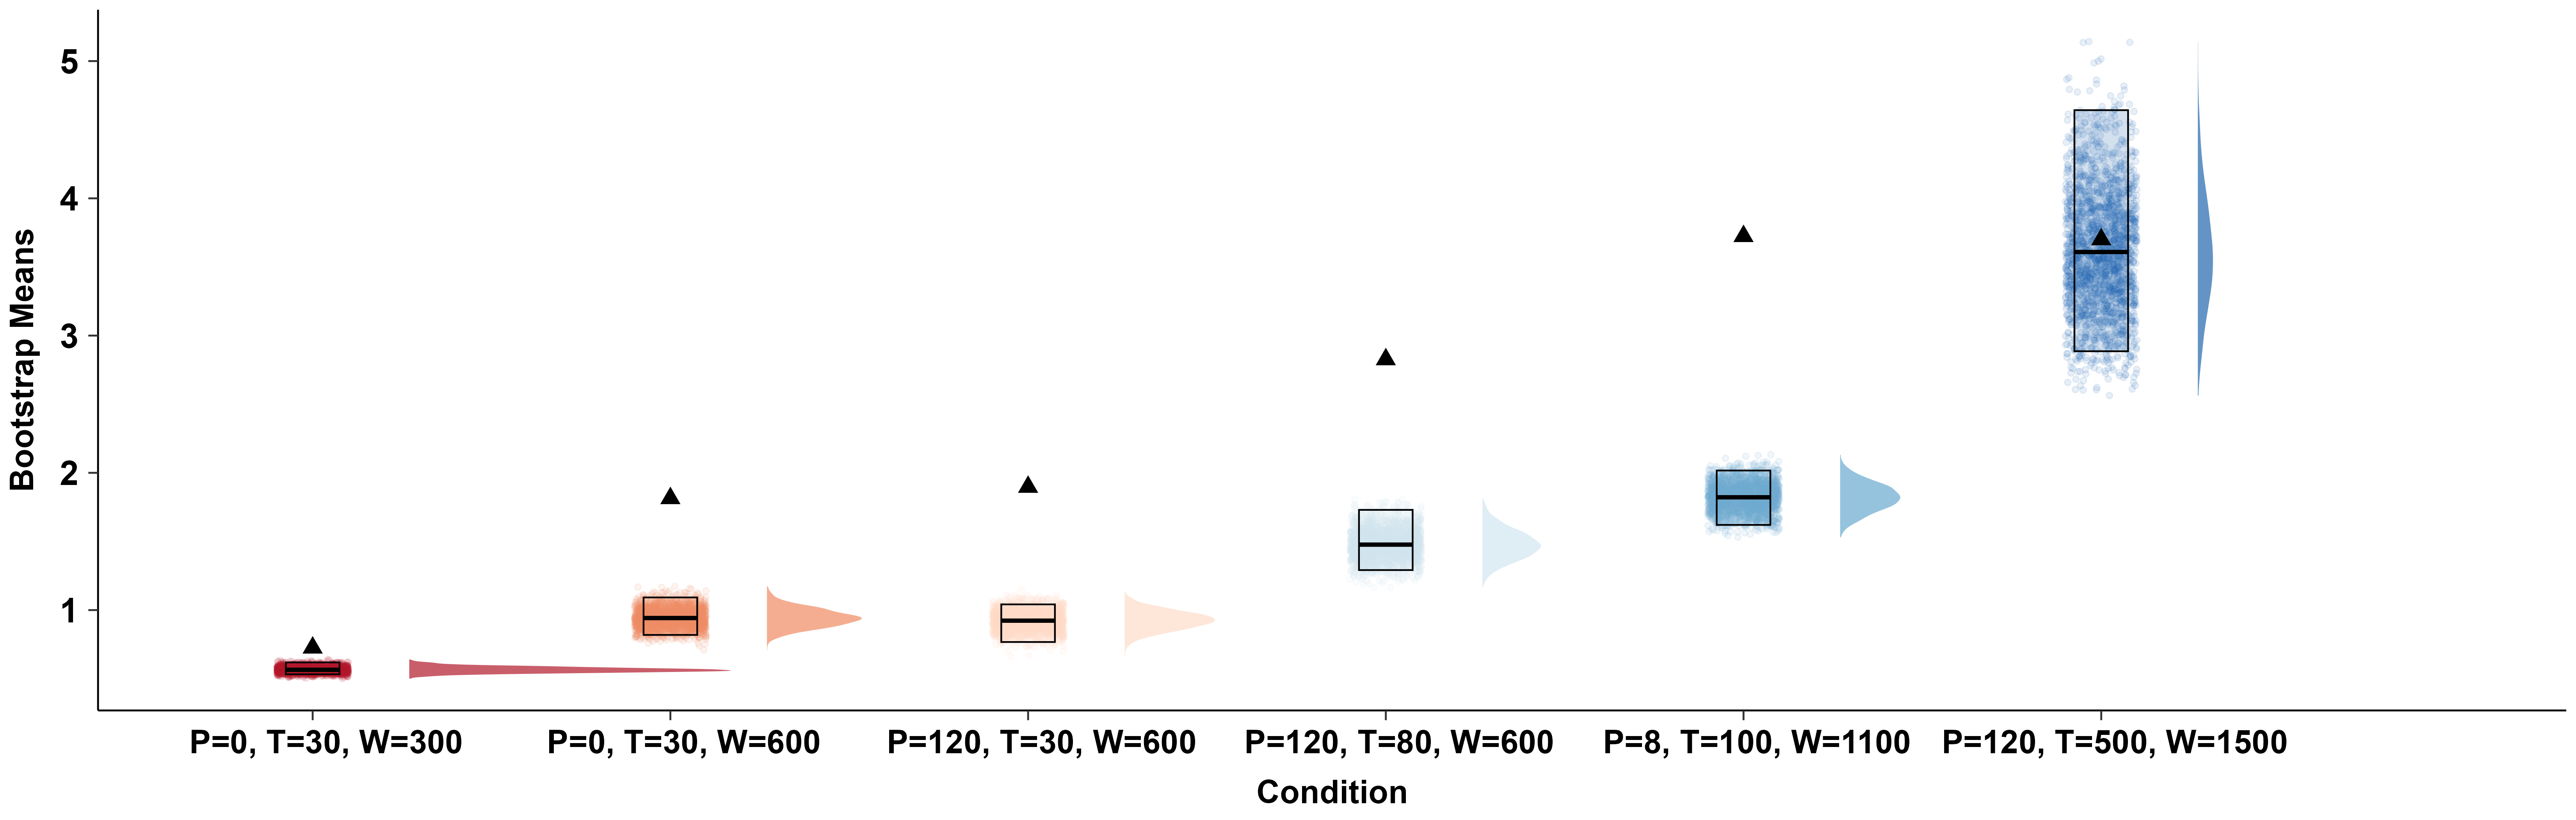 Bootstrap Means
5
4
3
2
1
P=0, T=30, W=300
P=0, T=30, W=600
P=120, T=30, W=600
P=120, T=80, W=600
P=8, T=100, W=1100
P=120, T=500, W=1500
Condition